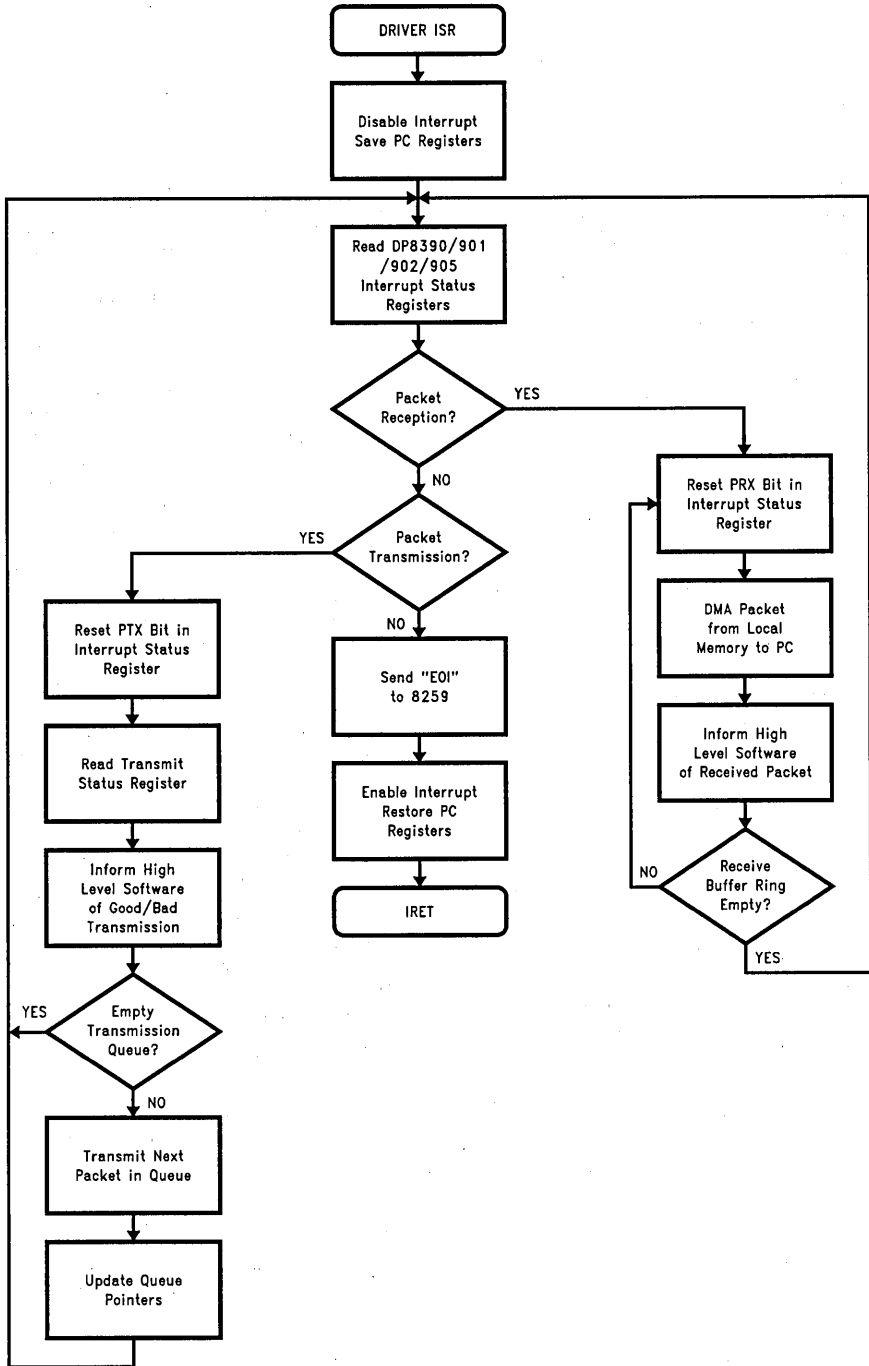 DRIVER ISR
Disable Interrupt
Save PC Registers
Read DP8390/901
/902/905
Interrupt Status
Registers
Packet
Reception?
YES
NO
Reset PRX Bit in
Interrupt Status
Register
DMA Packet
from Local
Memory to PC
Inform High
Level Software
of Received Packet
Receive
Buffer Ring
Empty?
NO
YES
Packet
Transmission?
YES
NO
Send "EOI"
to 8259
Enable Interrupt
Restore PC
Registers
IRET
Reset PTX Bit in
Interrupt Status
Register
Read Transmit
Status Register
Inform High
Level Software
of Good/Bad
Transmission
Empty
Transmission
Queue?
YES
NO
Transmit Next
Packet in Queue
Update Queue
Pointers